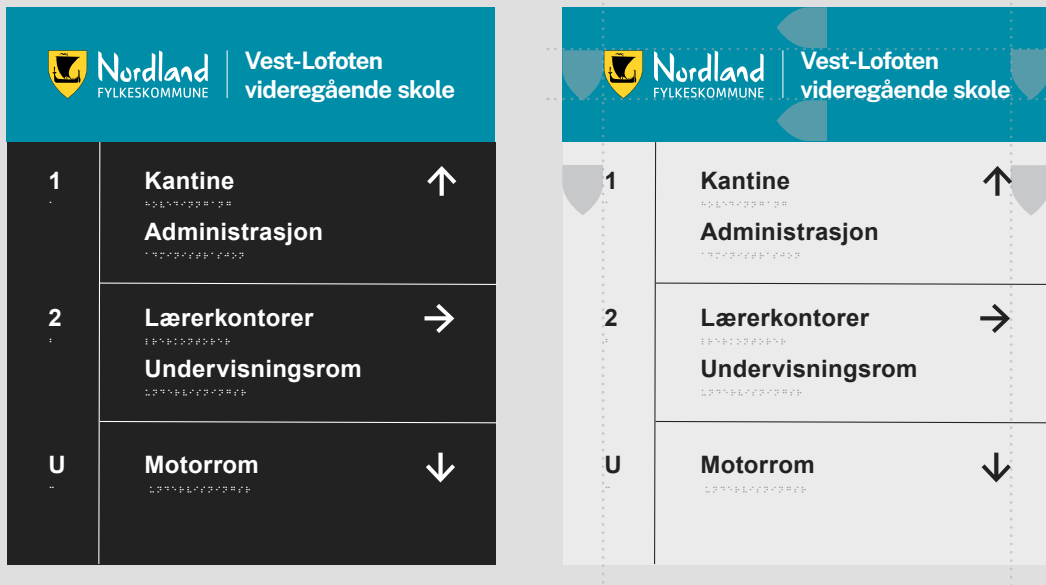 Nordland
FYLKESKOMMUNE
Vest-Lofoten
videregående skole
1
Kantine
Administrasjon
2
Lærerkontorer
Undervisningsrom
U
Motorrom
Nordland
FYLKESKOMMUNE
Vest-Lofoten
videregående skole
1
Kantine
Administrasjon
2
Lærerkontorer
Undervisningsrom
U
Motorrom